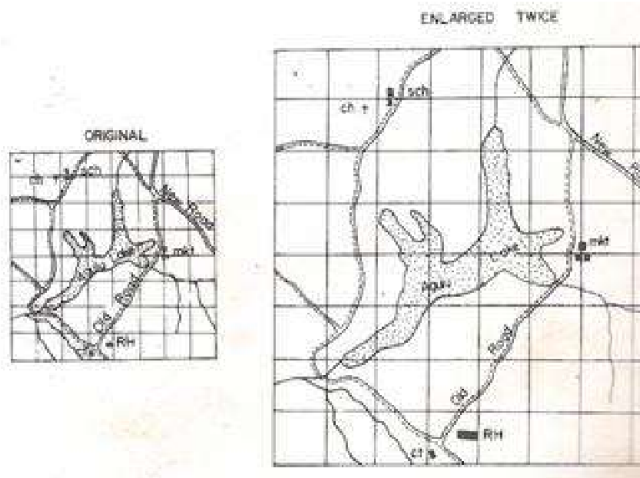 ENLARGED TWICE
ORIGINAL
ch sch
New Road
Lake
mkt
Old Road
RH
sch
ch +
New
mkt
Lake
Old Road
RH
ct